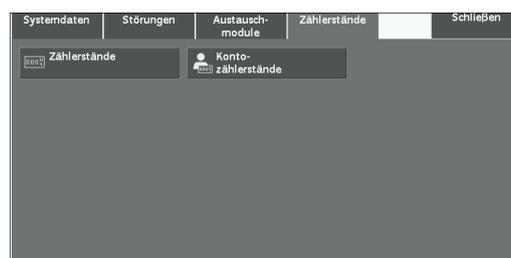 Systemdaten
Störungen
Austausch-
module
Zählerstände
Schließen
Zählerstände
Konto-
zählerstände